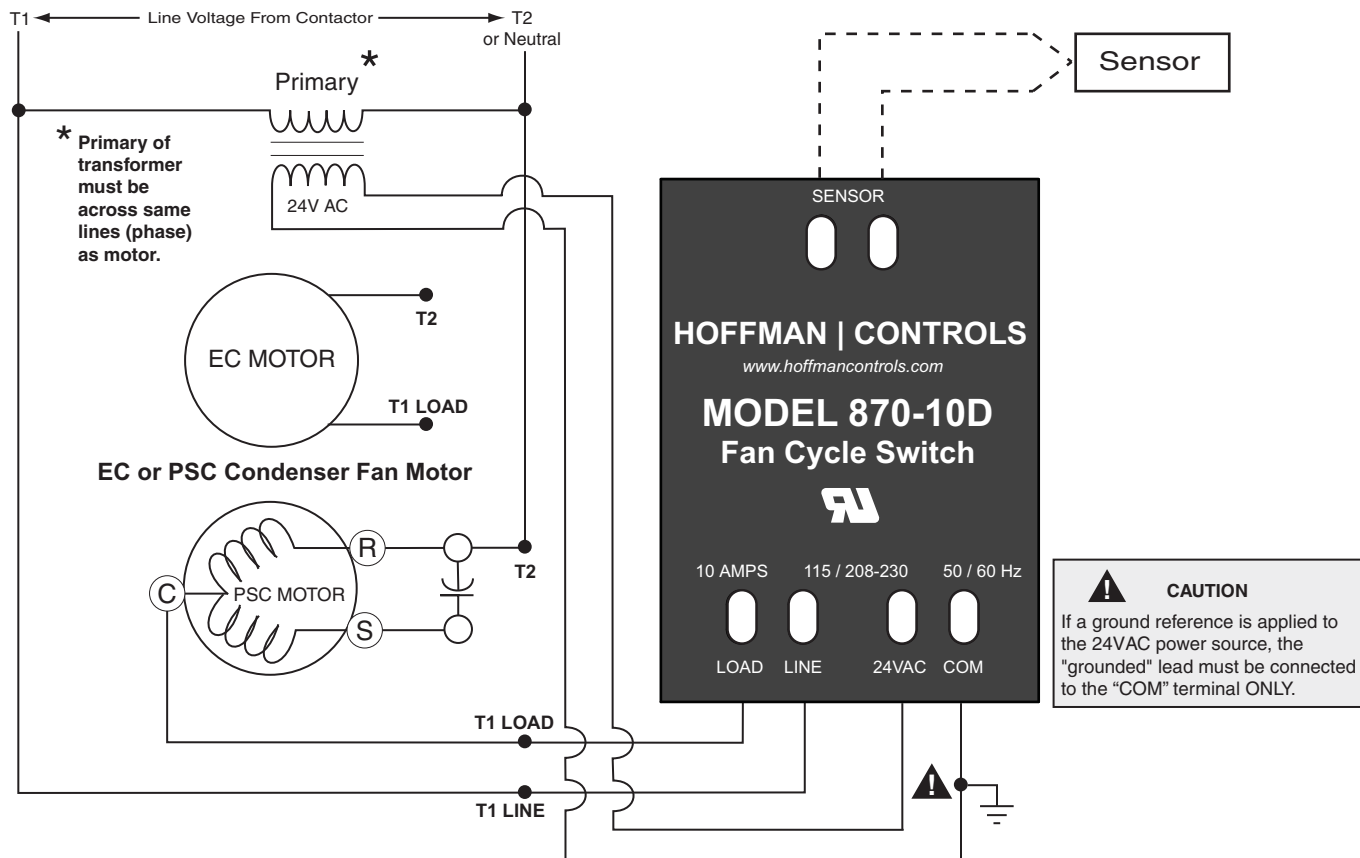 T1 Line Voltage From Contactor T2
or Neutral
Primary *
* Primary of
transformer
must be
across same
lines (phase)
as motor.
24V AC
EC MOTOR
T2
T1 LOAD
EC or PSC Condenser Fan Motor
C
PSC MOTOR
R
S
T2
T1 LOAD
T1 LINE
Sensor
SENSOR
HOFFMAN | CONTROLS
www.hoffmancontrols.com
MODEL 870-10D
Fan Cycle Switch
RU
10 AMPS 115 / 208-230 50 / 60 Hz
LOAD LINE 24VAC COM
!
! CAUTION
If a ground reference is applied to
the 24VAC power source, the
"grounded" lead must be connected
to the “COM” terminal ONLY.